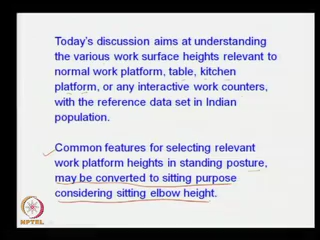 Today's discussion aims at understanding
the various work surface heights relevant to
normal work platform, table, kitchen
platform, or any interactive work counters,
with the reference data set in Indian
population.
Common features for selecting relevant
work platform heights in standing posture,
may be converted to sitting purpose
considering sitting elbow height.
NPTEL